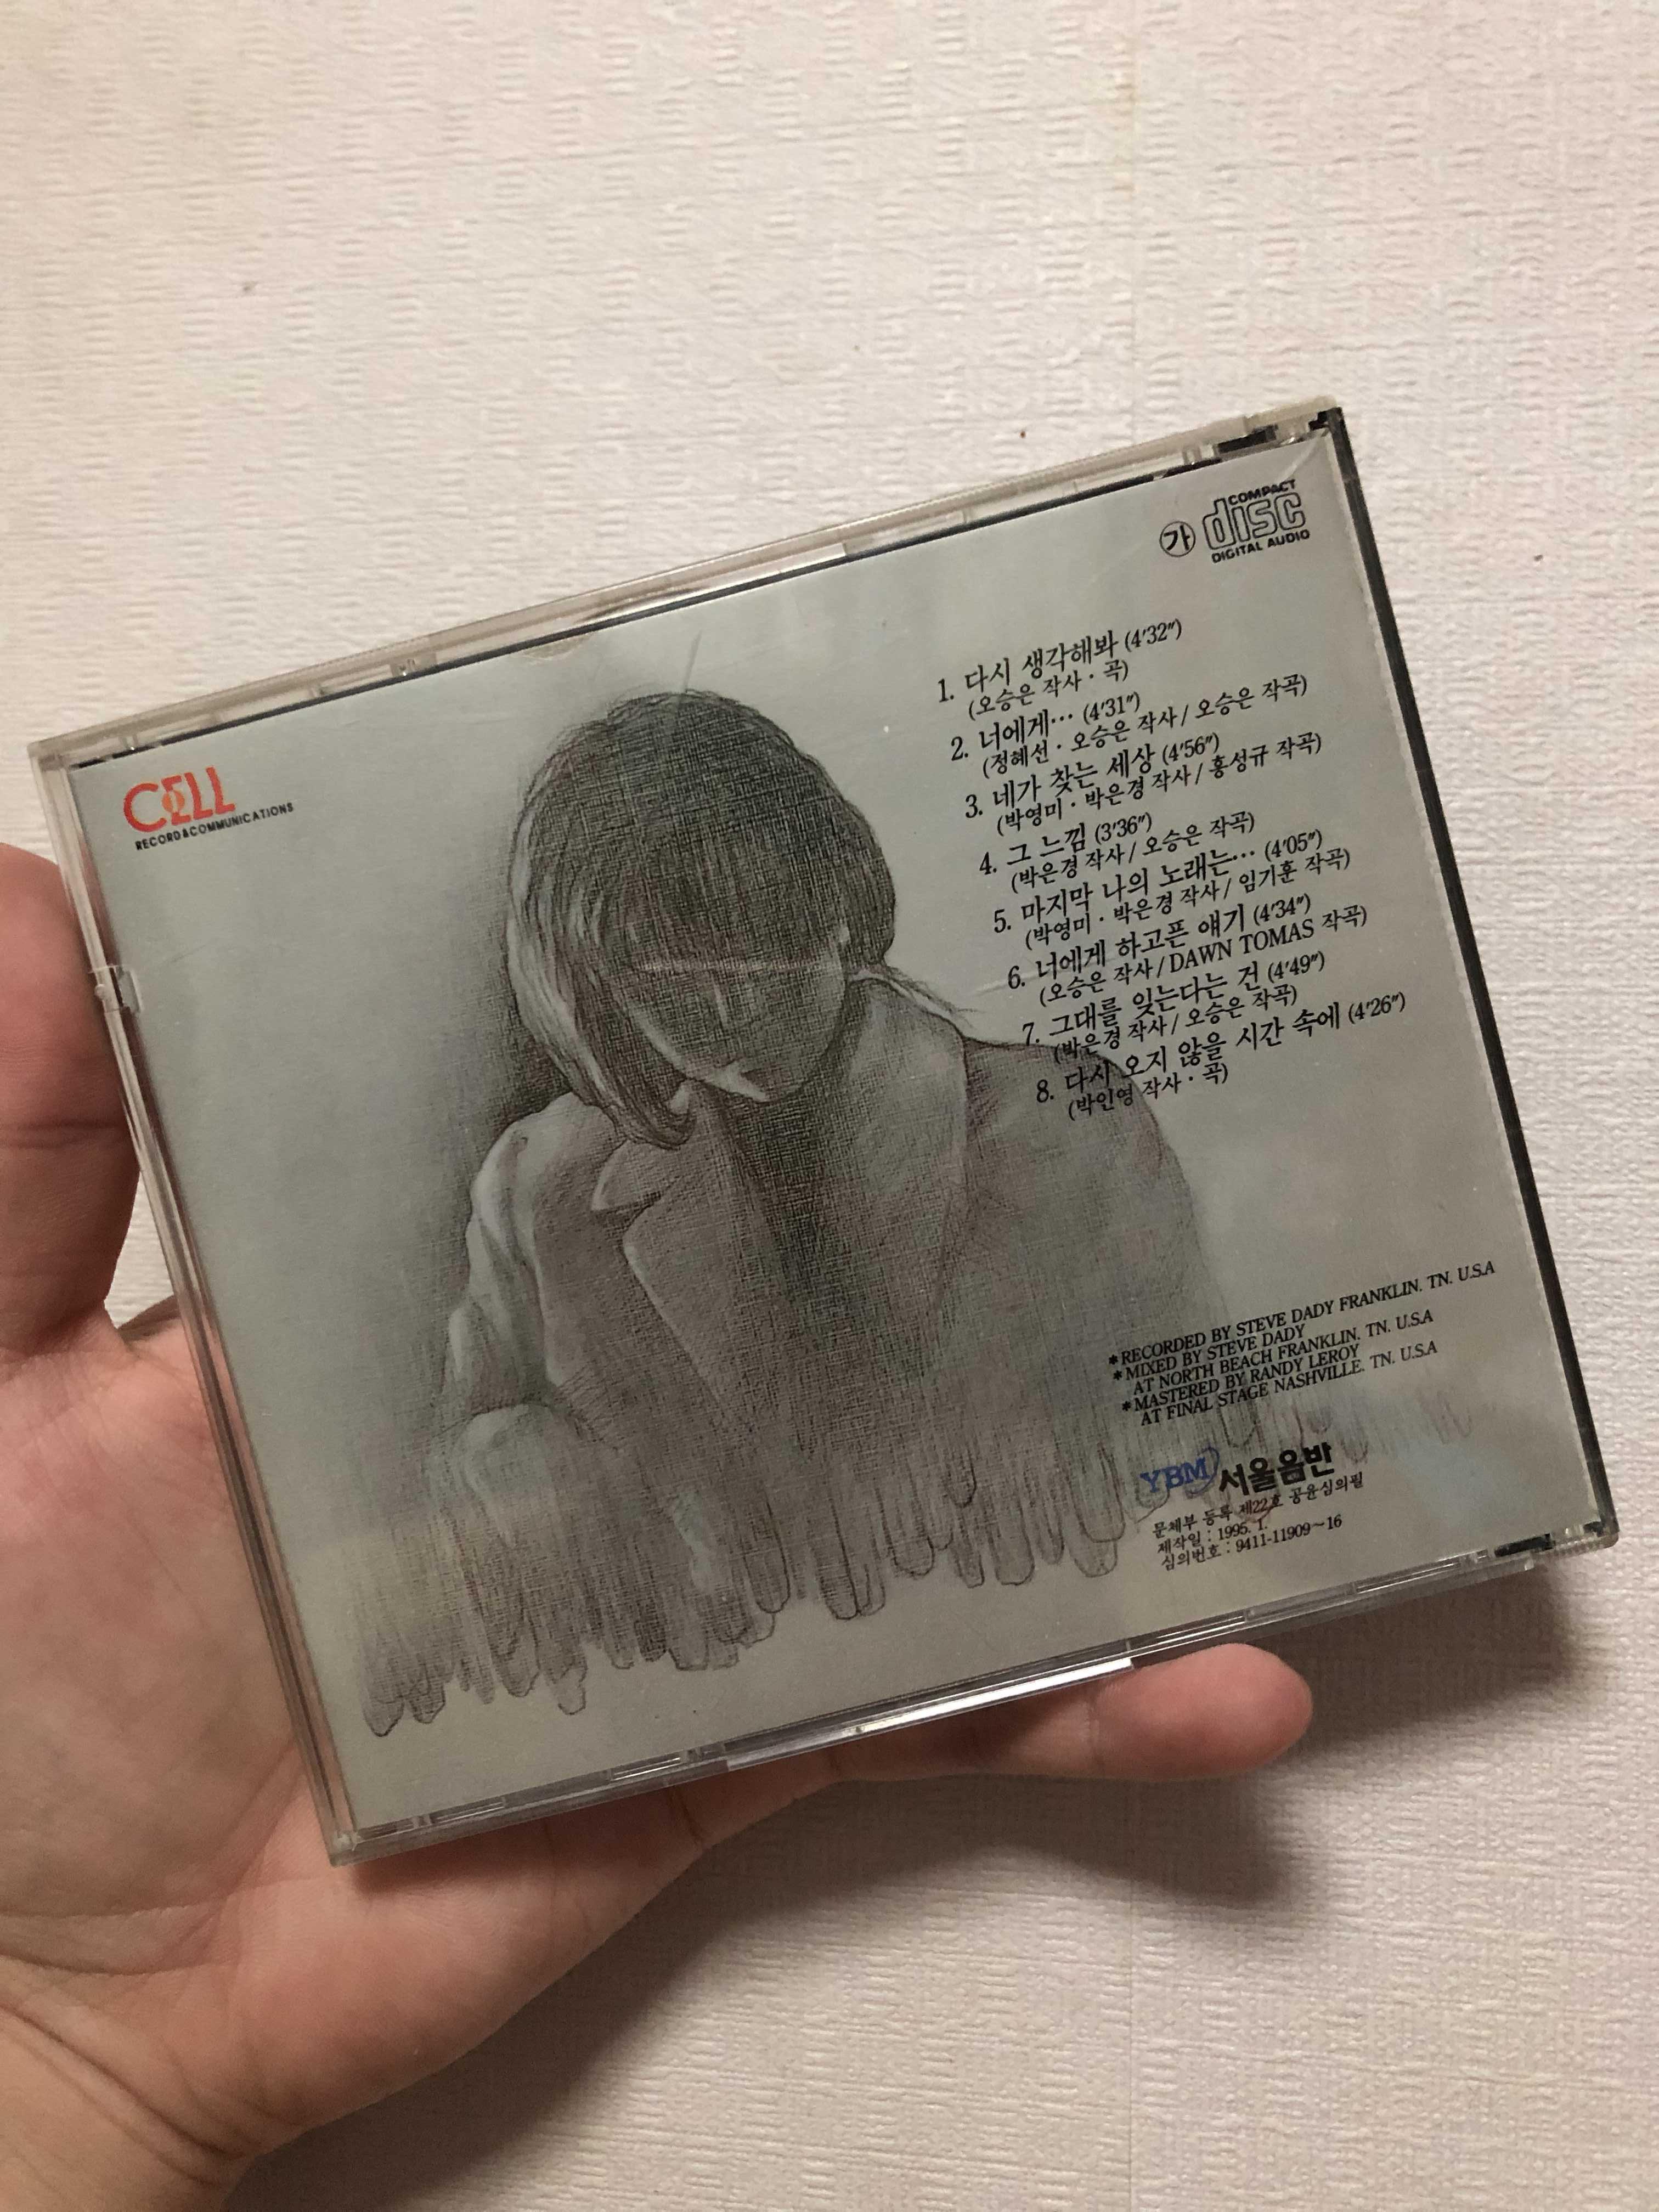 CELL
RECORD&COMMUNICATIONS
가
COMPACT
disc
DIGITAL AUDIO
1. 다시 생각해봐 (4'32")
(오승은 작사 · 곡)
2. 너에게··· (4'31")
(정혜선 · 오승은 작사 / 오승은 작곡)
3. 네가 찾는 세상 (4'56")
(박영미 · 박은경 작사 / 홍성규 작곡)
4. 그 느낌 (3'36")
(박은경 작사 / 오승은 작곡)
5. 마지막 나의 노래는··· (4'05")
(박영미 · 박은경 작사 / 임기훈 작곡)
6. 너에게 하고픈 얘기 (4'34")
(오승은 작사 / DAWN TOMAS 작곡)
7. 그대를 잊는다는 건 (4'49")
(박은경 작사 / 오승은 작곡)
8. 다시 오지 않을 시간 속에 (4'26")
(박인영 작사 · 곡)
*RECORDED BY STEVE DADY FRANKLIN. TN. U.S.A
*MIXED BY STEVE DADY
AT NORTH BEACH FRANKLIN. TN. U.S.A
*MASTERED BY RANDY LEROY
AT FINAL STAGE NASHVILLE. TN. U.S.A
YBM 서울음반
문체부 등록 제22호 공윤심의필
제작일 : 1995. 1.
심의번호 : 9411-11909~16